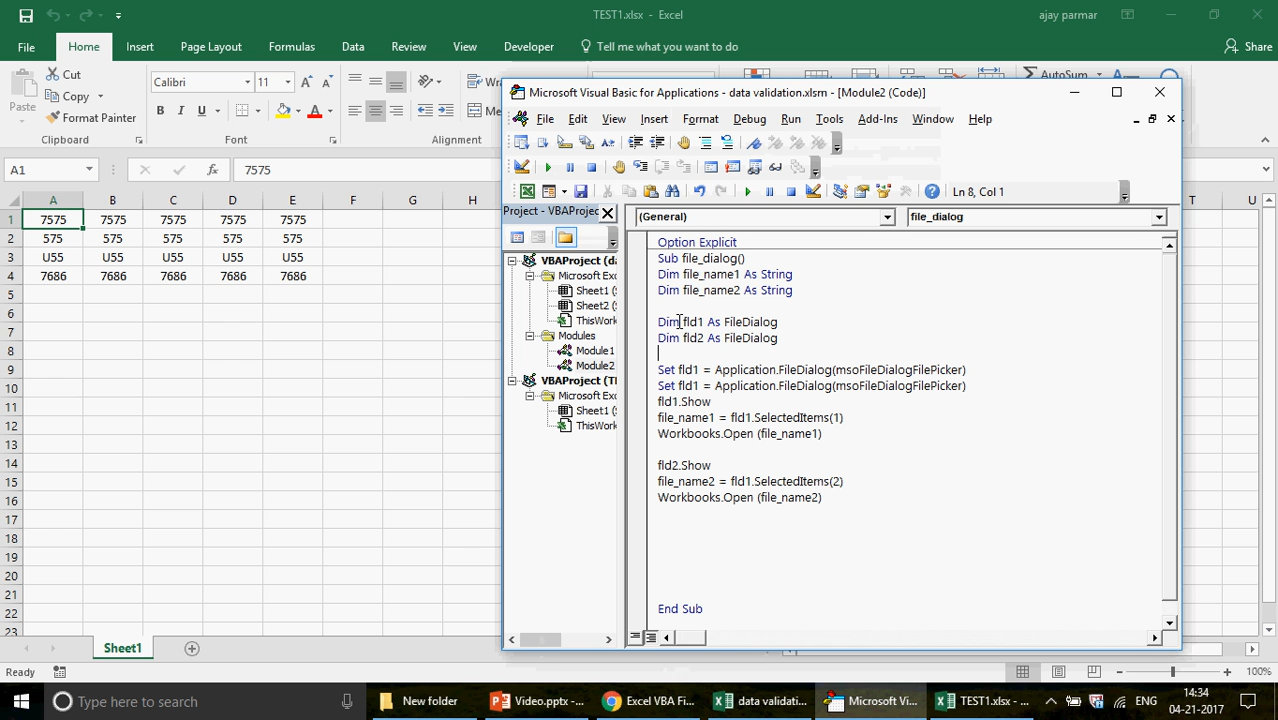 TEST1.xlsx - Excel
ajay parmar
File Home Insert Page Layout Formulas Data Review View Developer Tell me what you want to do Share
Paste
Cut
Copy
Format Painter
Clipboard
Calibri 11
B I U
Font
Alignment
AutoSum
A1 7575
A B C D E F G H T U
1 7575 7575 7575 7575 7575
2 575 575 575 575 575
3 U55 U55 U55 U55 U55
4 7686 7686 7686 7686 7686
5
6
7
8
9
10
11
12
13
14
15
16
17
18
19
20
21
22
23
Microsoft Visual Basic for Applications - data validation.xlsm - [Module2 (Code)]
File Edit View Insert Format Debug Run Tools Add-Ins Window Help
Ln 8, Col 1
Project - VBAProjec
VBAProject (da
Microsoft Exc
Sheet1 (
Sheet2 (
ThisWork
Modules
Module1
Module2
VBAProject (T
Microsoft Exc
Sheet1 (
ThisWork
(General) file_dialog
Option Explicit
Sub file_dialog()
Dim file_name1 As String
Dim file_name2 As String
Dim fld1 As FileDialog
Dim fld2 As FileDialog
Set fld1 = Application.FileDialog(msoFileDialogFilePicker)
Set fld1 = Application.FileDialog(msoFileDialogFilePicker)
fld1.Show
file_name1 = fld1.SelectedItems(1)
Workbooks.Open (file_name1)
fld2.Show
file_name2 = fld1.SelectedItems(2)
Workbooks.Open (file_name2)
End Sub
Sheet1
Ready 100%
Type here to search
New folder
Video.pptx -...
Excel VBA Fi...
data validati...
Microsoft Vi...
TEST1.xlsx -...
ENG
14:34
04-21-2017